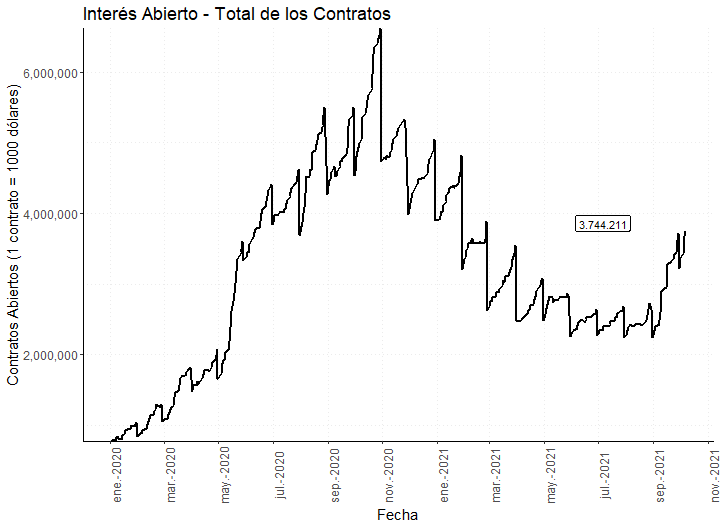 Interés Abierto - Total de los Contratos
Contratos Abiertos (1 contrato = 1000 dólares)
6,000,000
4,000,000
2,000,000
3.744.211
ene.-2020
mar.-2020
may.-2020
jul.-2020
sep.-2020
nov.-2020
ene.-2021
mar.-2021
may.-2021
jul.-2021
sep.-2021
nov.-2021
Fecha